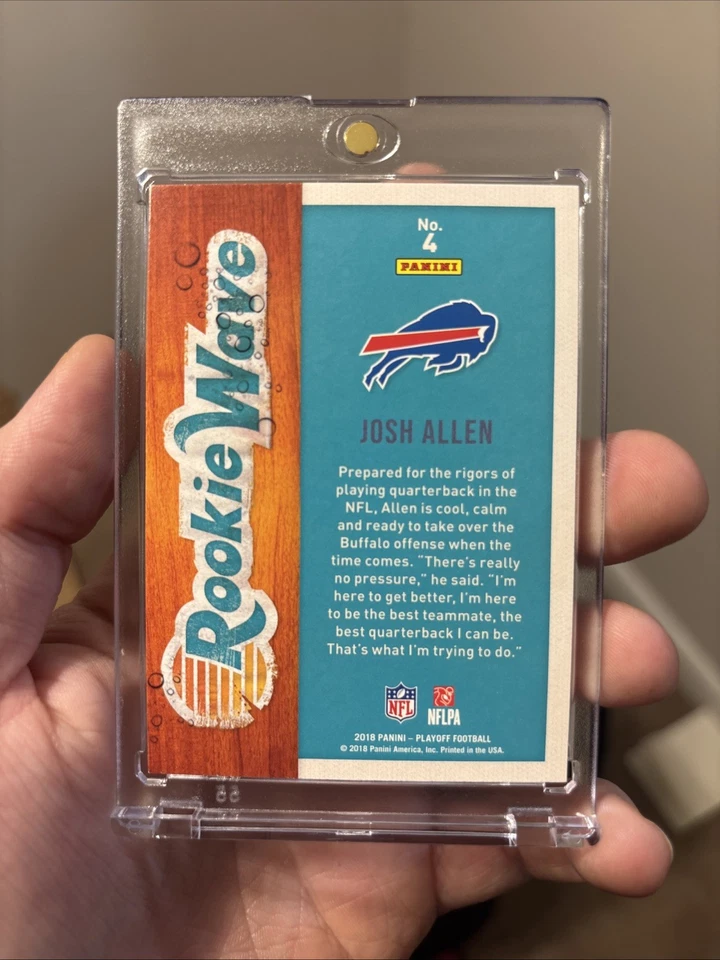 Rookie Wave
No.
4
PANINI
JOSH ALLEN
Prepared for the rigors of
playing quarterback in the
NFL, Allen is cool, calm
and ready to take over the
Buffalo offense when the
time comes. “There’s really
no pressure,” he said. “I’m
here to get better, I’m here
to be the best teammate, the
best quarterback I can be.
That’s what I’m trying to do.”
NFL
NFLPA
2018 PANINI – PLAYOFF FOOTBALL
© 2018 Panini America, Inc. Printed in the USA.